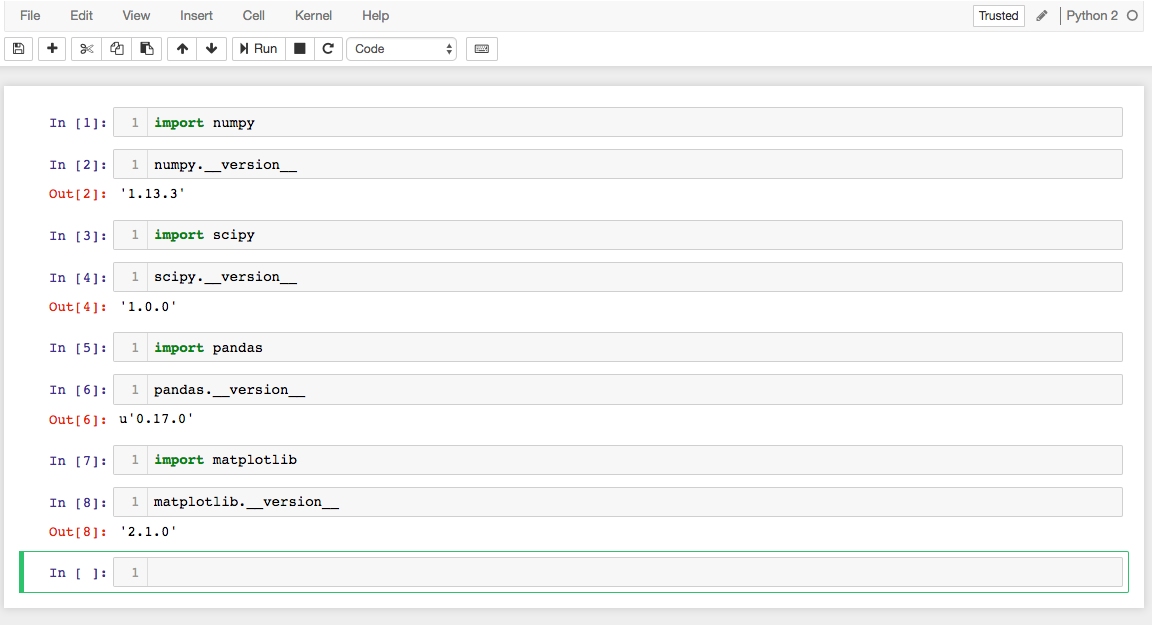 File Edit View Insert Cell Kernel Help Trusted Python 2
Run Code
In [1]: 1 import numpy
In [2]: 1 numpy.__version__
Out[2]: '1.13.3'
In [3]: 1 import scipy
In [4]: 1 scipy.__version__
Out[4]: '1.0.0'
In [5]: 1 import pandas
In [6]: 1 pandas.__version__
Out[6]: u'0.17.0'
In [7]: 1 import matplotlib
In [8]: 1 matplotlib.__version__
Out[8]: '2.1.0'
In [ ]: 1